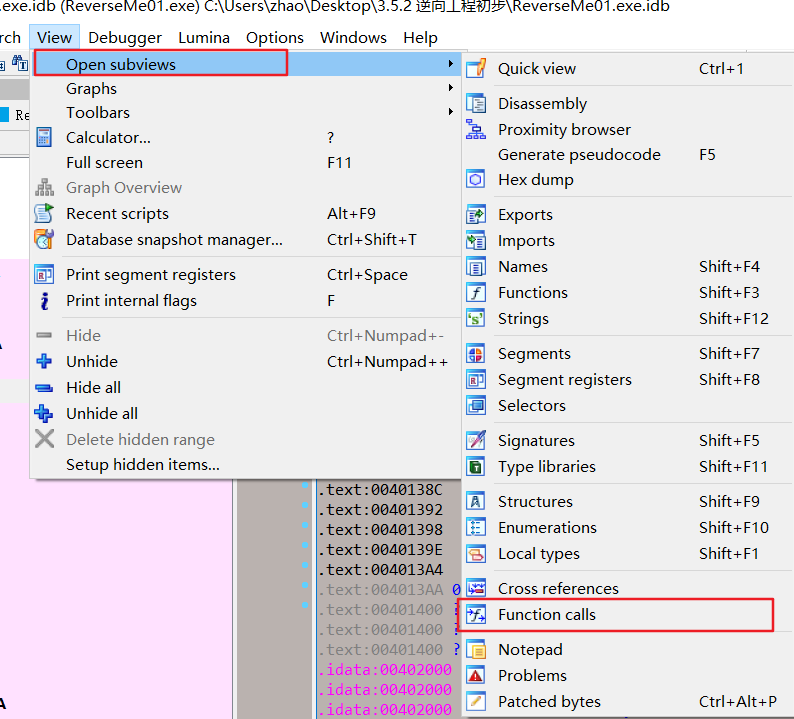 .exe.idb (ReverseMe01.exe) C:\Users\zhao\Desktop\3.5.2 逆向工程初步\ReverseMe01.exe.idb
rch View Debugger Lumina Options Windows Help
Re
Open subviews
Graphs
Toolbars
Calculator... ?
Full screen F11
Graph Overview
Recent scripts Alt+F9
Database snapshot manager... Ctrl+Shift+T
Print segment registers Ctrl+Space
Print internal flags F
Hide Ctrl+Numpad+-
Unhide Ctrl+Numpad++
Hide all
Unhide all
Delete hidden range
Setup hidden items...
Quick view Ctrl+1
Disassembly
Proximity browser
Generate pseudocode F5
Hex dump
Exports
Imports
Names Shift+F4
Functions Shift+F3
Strings Shift+F12
Segments Shift+F7
Segment registers Shift+F8
Selectors
Signatures Shift+F5
Type libraries Shift+F11
Structures Shift+F9
Enumerations Shift+F10
Local types Shift+F1
Cross references
Function calls
Notepad
Problems
Patched bytes Ctrl+Alt+P
.text:0040138C
.text:00401392
.text:00401398
.text:0040139E
.text:004013A4
.text:004013AA 0
.text:00401400 ?
.text:00401400 ?
.text:00401400 ?
.idata:00402000
.idata:00402000
.idata:00402000